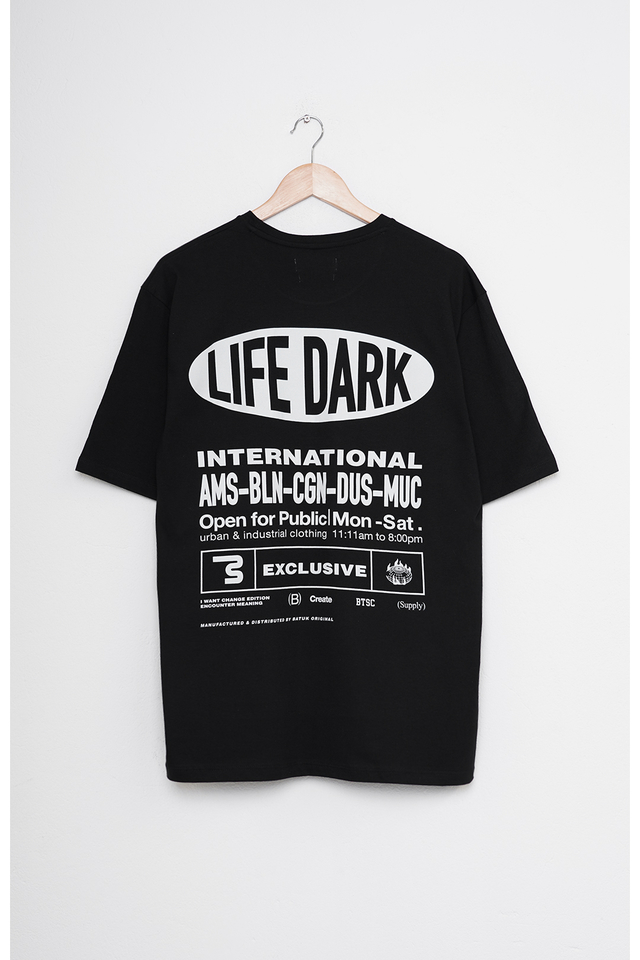 LIFE DARK
INTERNATIONAL
AMS-BLN-CGN-DUS-MUC
Open for Public | Mon -Sat.
urban & industrial clothing 11:11am to 8:00pm
EXCLUSIVE
I WANT CHANGE EDITION
ENCOUNTER MEANING
(B) Create BTSC (Supply)
MANUFACTURED & DISTRIBUTES BY BATUK ORIGINAL